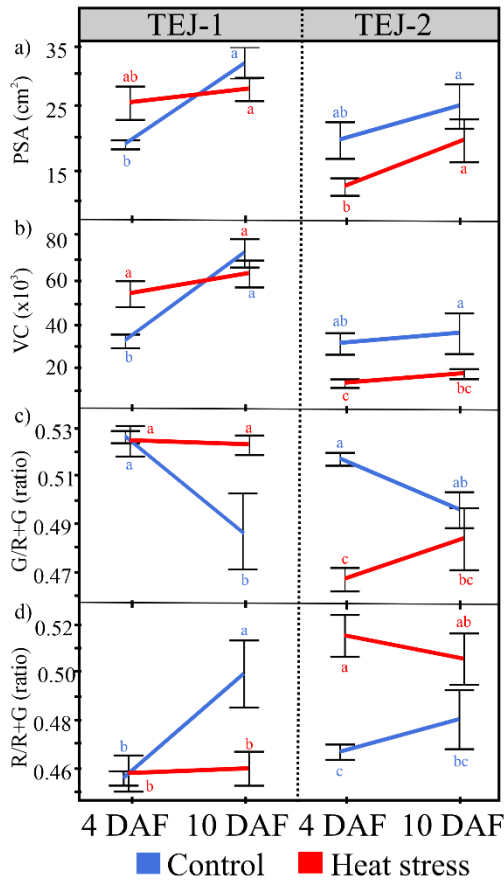 TEJ-1 TEJ-2
a)
PSA (cm²)
35
25
15
ab
a
b
a
ab
a
b
a
b)
VC (x10³)
80
60
40
20
a
a
b
a
ab
a
c
bc
c)
G/R+G (ratio)
0.53
0.51
0.49
0.47
a
a
a
b
a
ab
c
bc
d)
R/R+G (ratio)
0.52
0.50
0.48
0.46
b
a
b
b
a
ab
c
bc
4 DAF 10 DAF 4 DAF 10 DAF
Control Heat stress